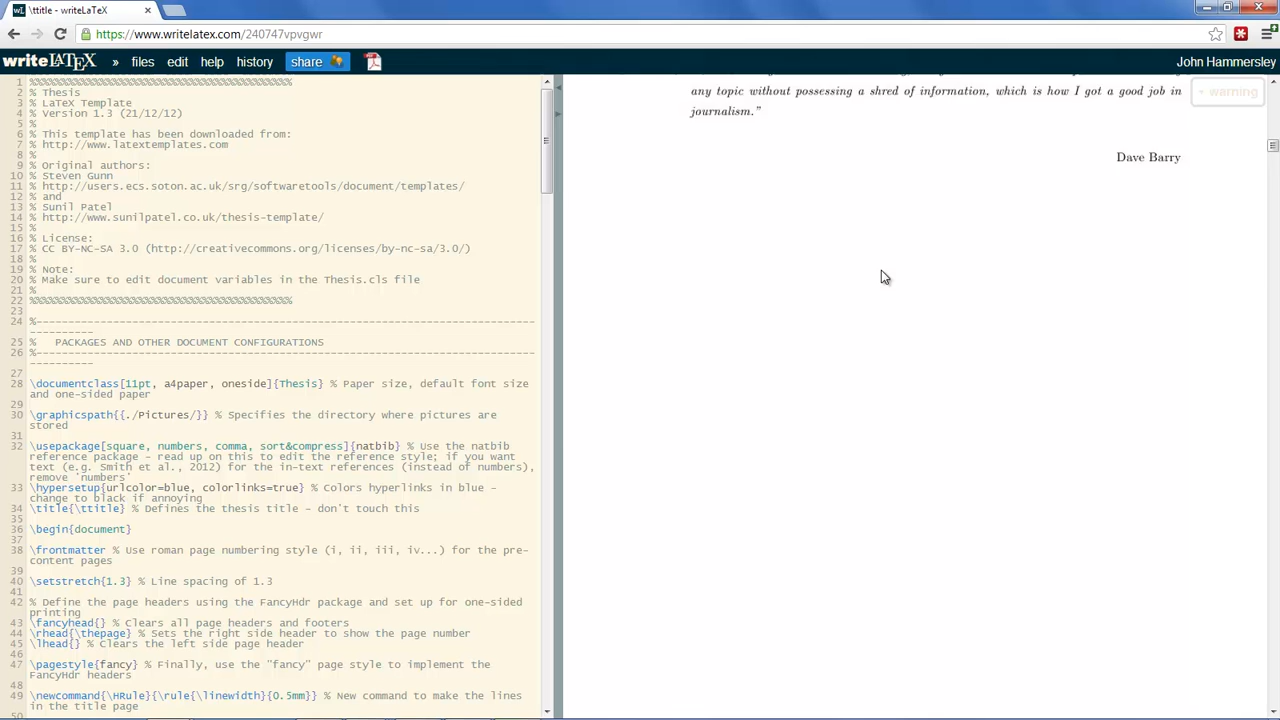 \ttitle - writeLaTeX
https://www.writelatex.com/240747vpvgwr
writeLATEX » files edit help history share John Hammersley
1 %%%%%%%%%%%%%%%%%%%%%%%%%%%%%%%%%%%%%%%%%
2 % Thesis
3 % LaTeX Template
4 % Version 1.3 (21/12/12)
5 %
6 % This template has been downloaded from:
7 % http://www.latextemplates.com
8 %
9 % Original authors:
10 % Steven Gunn
11 % http://users.ecs.soton.ac.uk/srg/softwaretools/document/templates/
12 % and
13 % Sunil Patel
14 % http://www.sunilpatel.co.uk/thesis-template/
15 %
16 % License:
17 % CC BY-NC-SA 3.0 (http://creativecommons.org/licenses/by-nc-sa/3.0/)
18 %
19 % Note:
20 % Make sure to edit document variables in the Thesis.cls file
21 %
22 %%%%%%%%%%%%%%%%%%%%%%%%%%%%%%%%%%%%%%%%%
23
24 %-------------------------------------------------------------------------------
----------
25 % PACKAGES AND OTHER DOCUMENT CONFIGURATIONS
26 %-------------------------------------------------------------------------------
----------
27
28 \documentclass[11pt, a4paper, oneside]{Thesis} % Paper size, default font size
and one-sided paper
29
30 \graphicspath{{./Pictures/}} % Specifies the directory where pictures are
stored
31
32 \usepackage[square, numbers, comma, sort&compress]{natbib} % Use the natbib
reference package - read up on this to edit the reference style; if you want
text (e.g. Smith et al., 2012) for the in-text references (instead of numbers),
remove 'numbers'
33 \hypersetup{urlcolor=blue, colorlinks=true} % Colors hyperlinks in blue -
change to black if annoying
34 \title{\ttitle} % Defines the thesis title - don't touch this
35
36 \begin{document}
37
38 \frontmatter % Use roman page numbering style (i, ii, iii, iv...) for the pre-
content pages
39
40 \setstretch{1.3} % Line spacing of 1.3
41
42 % Define the page headers using the FancyHdr package and set up for one-sided
printing
43 \fancyhead{} % Clears all page headers and footers
44 \rhead{\thepage} % Sets the right side header to show the page number
45 \lhead{} % Clears the left side page header
46
47 \pagestyle{fancy} % Finally, use the "fancy" page style to implement the
FancyHdr headers
48
49 \newcommand{\HRule}{\rule{\linewidth}{0.5mm}} % New command to make the lines
in the title page
50
any topic without possessing a shred of information, which is how I got a good job in
journalism.”
Dave Barry
+ warning